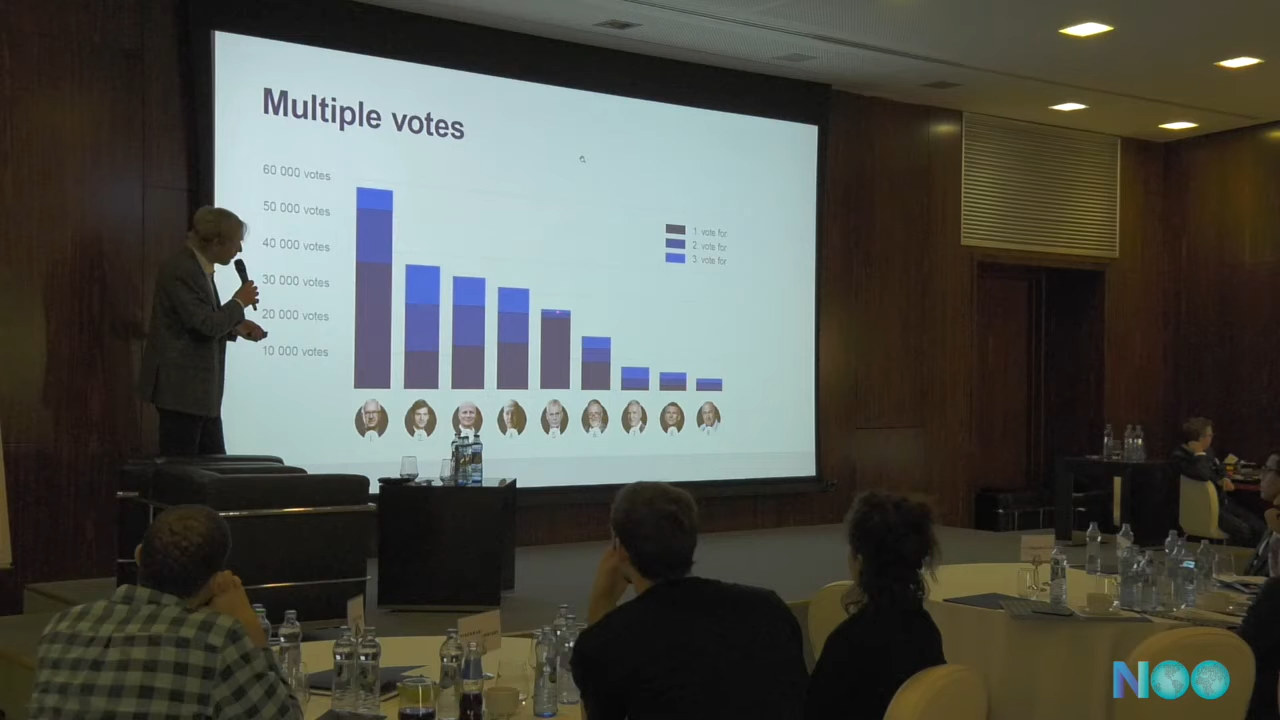 Multiple votes
60 000 votes
50 000 votes
40 000 votes
30 000 votes
20 000 votes
10 000 votes
1. vote for
2. vote for
3. vote for
NOO